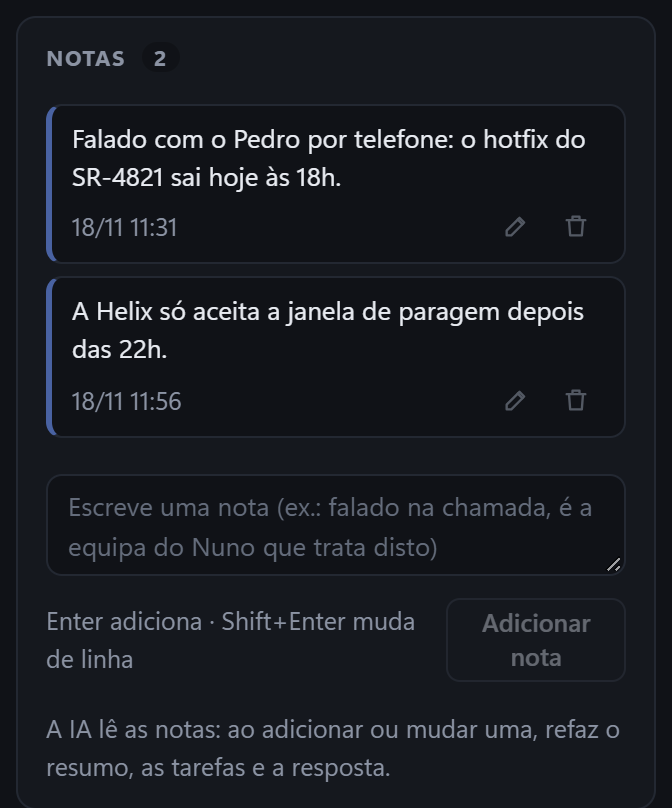 NOTAS 2
Falado com o Pedro por telefone: o hotfix do
SR-4821 sai hoje às 18h.
18/11 11:31
A Helix só aceita a janela de paragem depois
das 22h.
18/11 11:56
Escreve uma nota (ex.: falado na chamada, é a
equipa do Nuno que trata disto)
Enter adiciona · Shift+Enter muda
de linha
Adicionar
nota
A IA lê as notas: ao adicionar ou mudar uma, refaz o
resumo, as tarefas e a resposta.